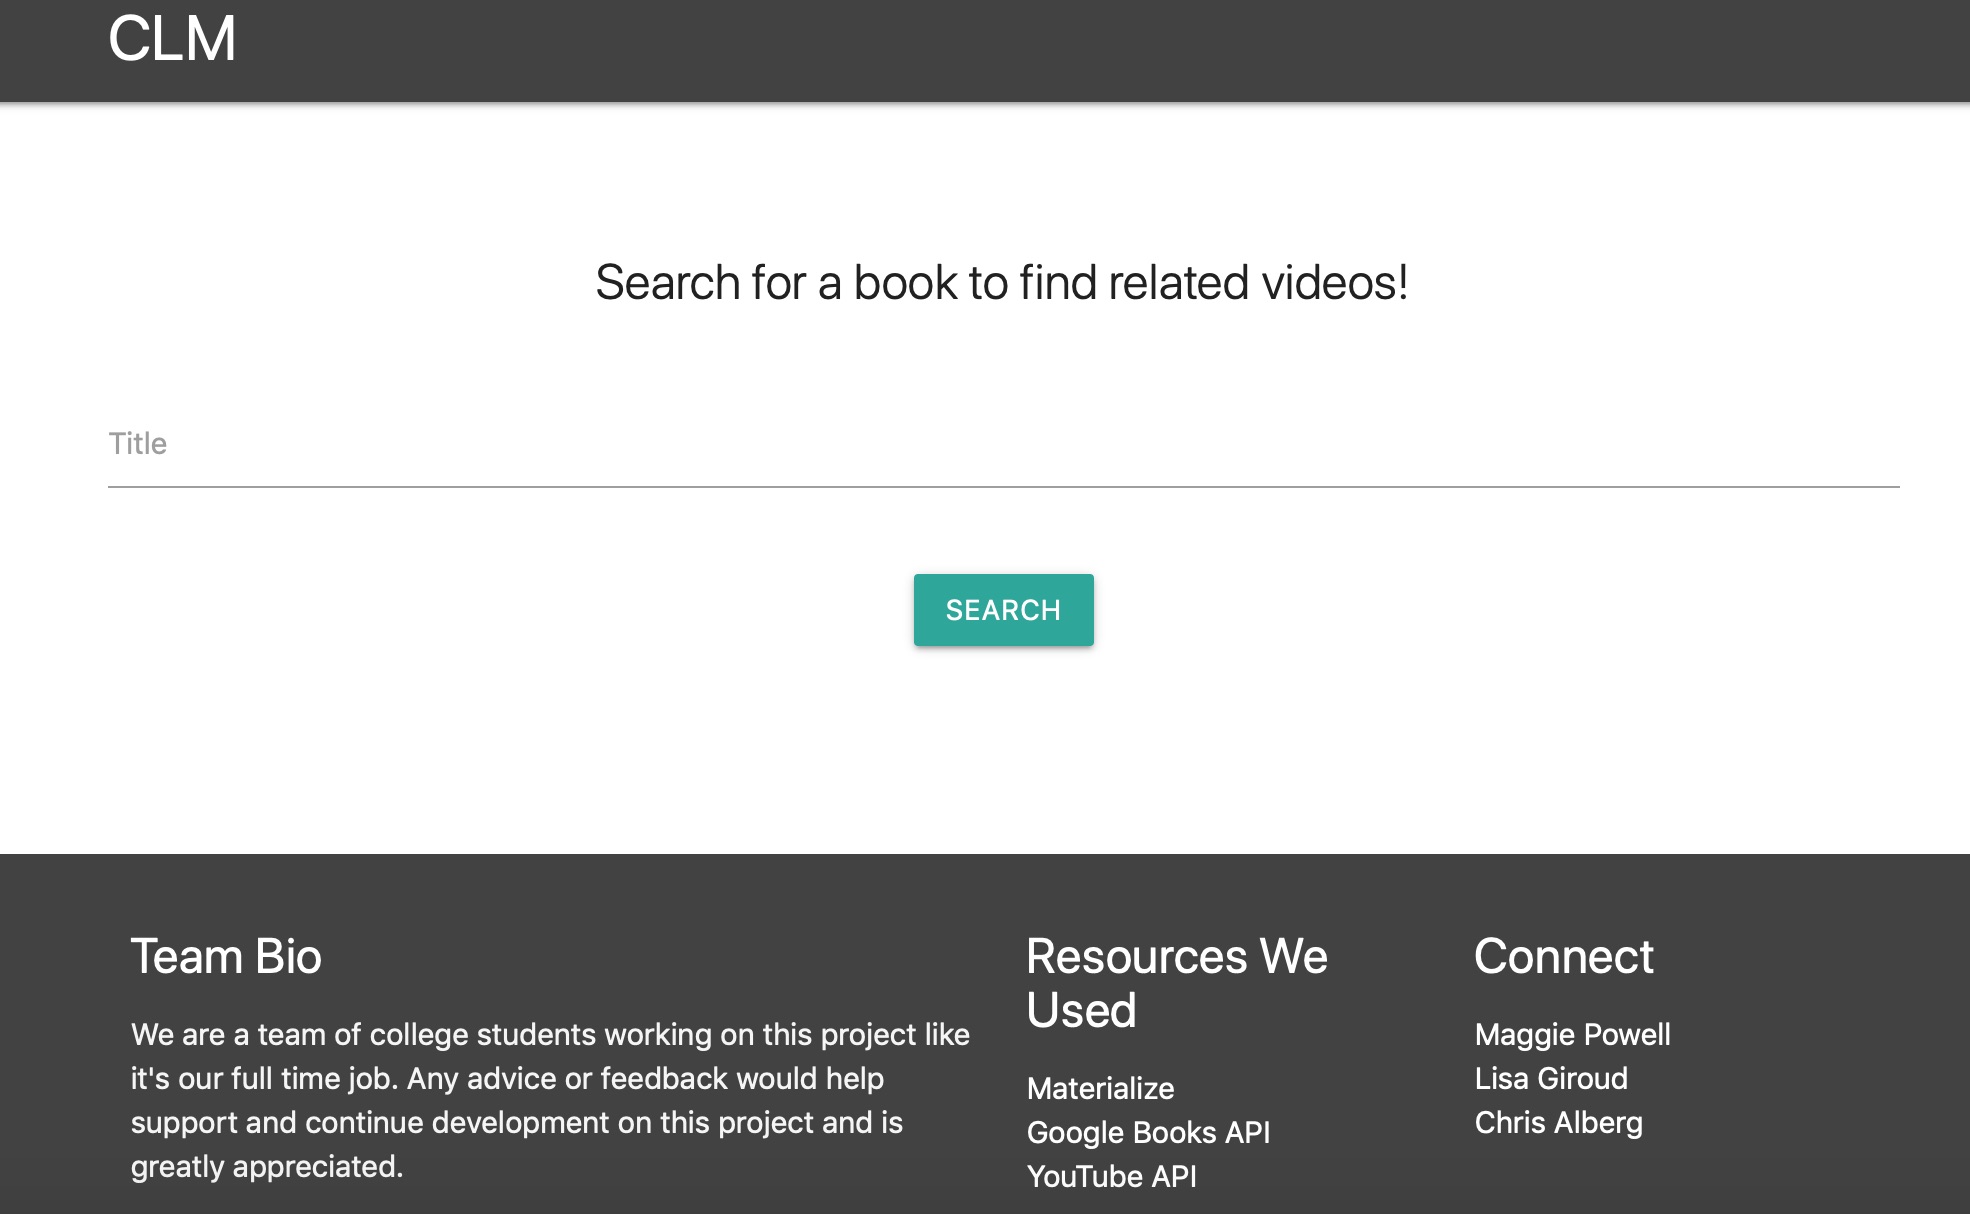 CLM
Search for a book to find related videos!
Title
SEARCH
Team Bio
We are a team of college students working on this project like
it's our full time job. Any advice or feedback would help
support and continue development on this project and is
greatly appreciated.
Resources We
Used
Materialize
Google Books API
YouTube API
Connect
Maggie Powell
Lisa Giroud
Chris Alberg